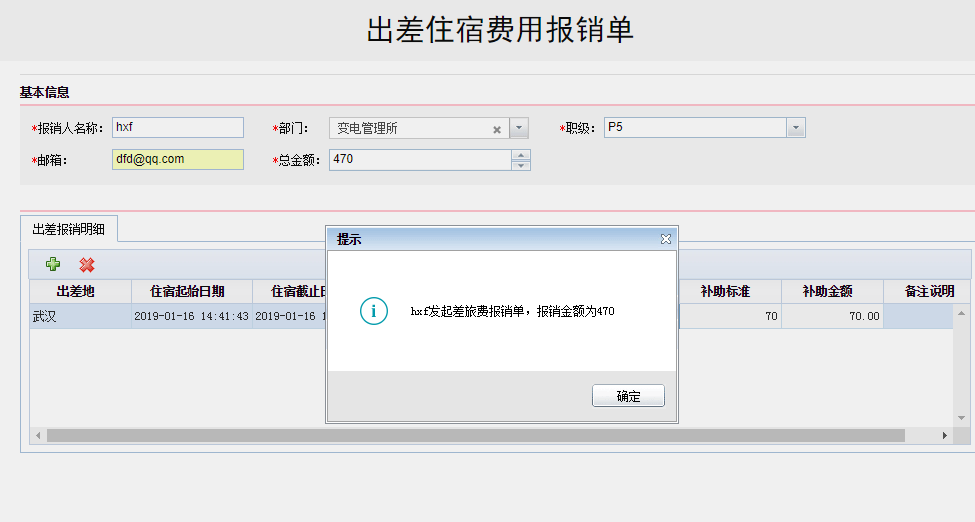 出差住宿费用报销单
基本信息
*报销人名称： hxf *部门： 变电管理所 *职级： P5
*邮箱： dfd@qq.com *总金额： 470
出差报销明细
提示
出差地 住宿起始日期 住宿截止日 补助标准 补助金额 备注说明
武汉 2019-01-16 14:41:43 2019-01-16 1 70 70.00
hxf发起差旅费报销单，报销金额为470
确定